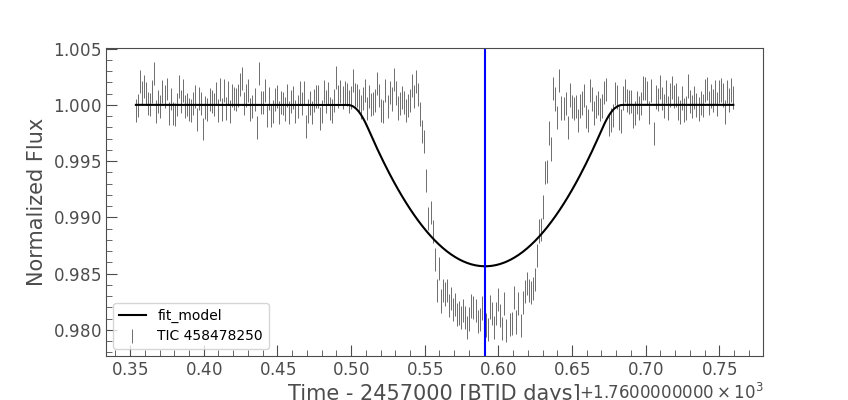 1.005
1.000
0.995
0.990
0.985
0.980
Normalized Flux
fit_model
TIC 458478250
0.35 0.40 0.45 0.50 0.55 0.60 0.65 0.70 0.75
Time - 2457000 [BTJD days]
+1.7600000000 × 10³